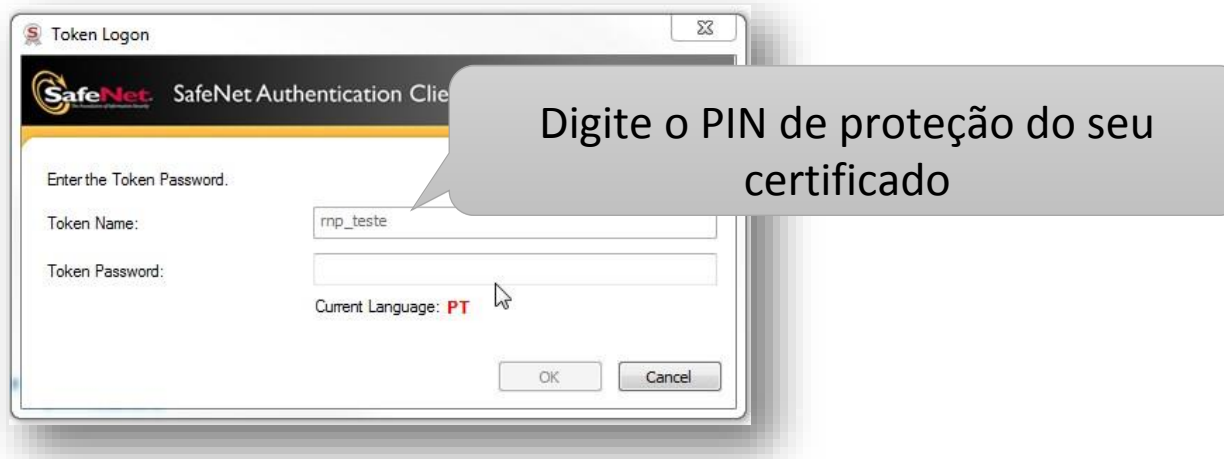 Token Logon
SafeNet. SafeNet Authentication Clie
Digite o PIN de proteção do seu
certificado
Enter the Token Password.
Token Name: rnp_teste
Token Password:
Current Language: PT
OK Cancel